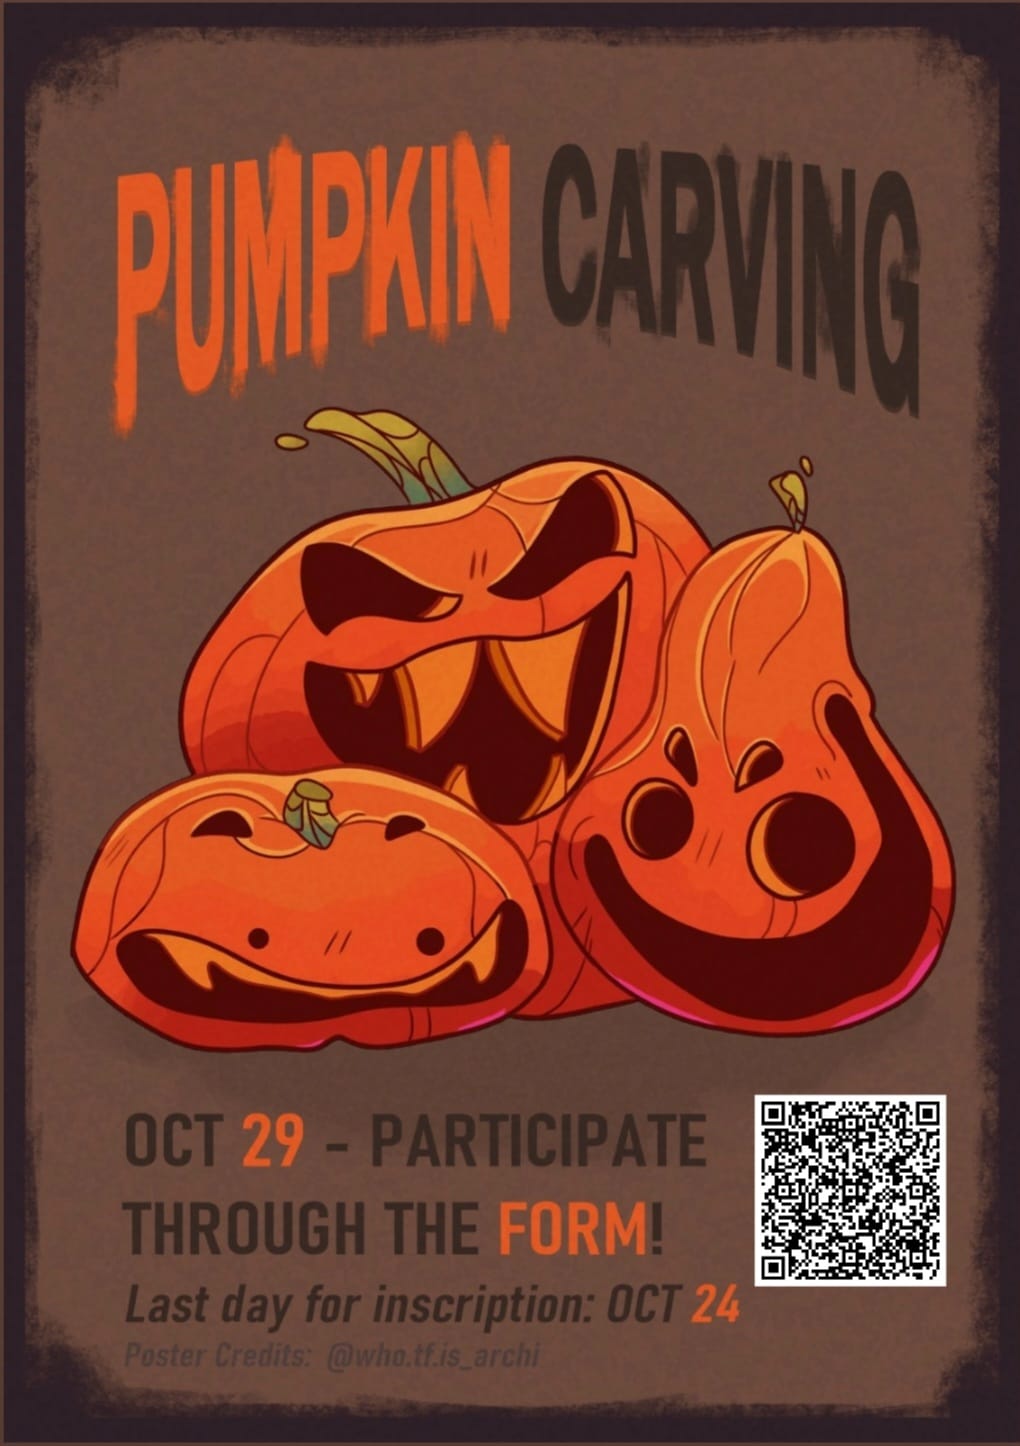 PUMPKIN CARVING
OCT 29 - PARTICIPATE
THROUGH THE FORM!
Last day for inscription: OCT 24
Poster Credits: @who.tf.is_archi